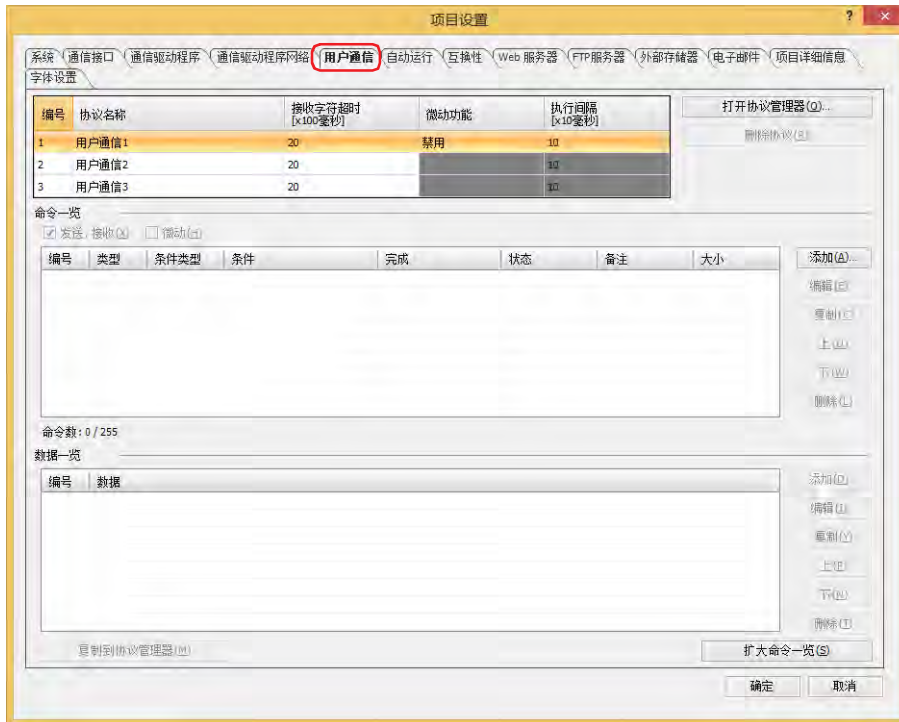 项目设置
?
系统 通信接口 通信驱动程序 通信驱动程序网络 用户通信 自动运行 互换性 Web 服务器 FTP服务器 外部存储器 电子邮件 项目详细信息
字体设置
编号 协议名称 接收字符超时 [x100毫秒] 微动功能 执行间隔 [x10毫秒] 打开协议管理器(O)...
1 用户通信1 20 禁用 10 删除协议(R)
2 用户通信2 20 10
3 用户通信3 20 10
命令一览
发送, 接收(X) 微动(H)
编号 类型 条件类型 条件 完成 状态 备注 大小 添加(A)...
编辑(E)
复制(C)
上(U)
下(W)
删除(L)
命令数: 0 / 255
数据一览
编号 数据 添加(D)
编辑(I)
复制(Y)
上(P)
下(N)
删除(T)
复制到协议管理器(M) 扩大命令一览(S)
确定 取消